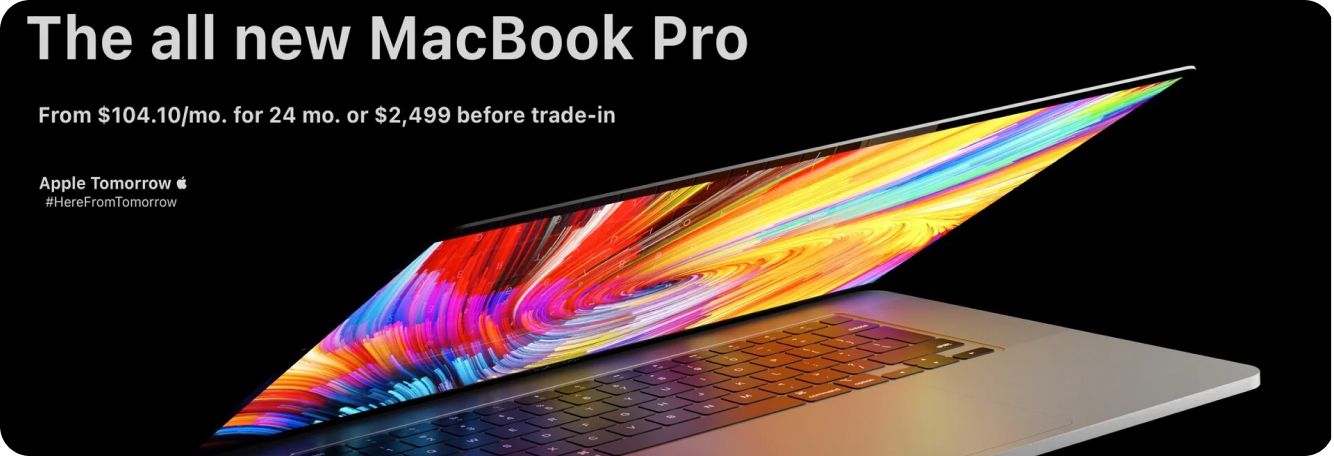 The all new MacBook Pro
From $104.10/mo. for 24 mo. or $2,499 before trade-in
Apple Tomorrow
#HereFromTomorrow